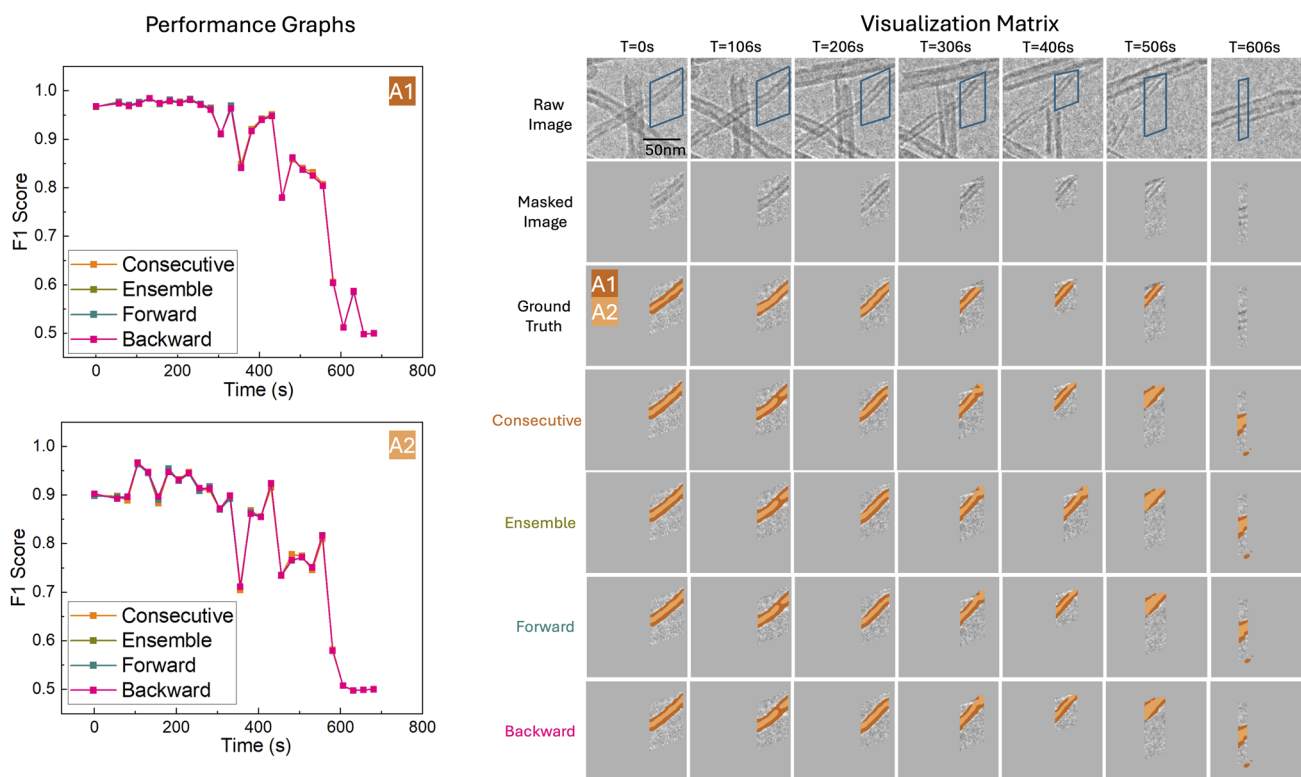 Performance Graphs
A1
1.0
0.9
0.8
0.7
0.6
0.5
F1 Score
Consecutive
Ensemble
Forward
Backward
0
200
400
600
800
Time (s)
A2
1.0
0.9
0.8
0.7
0.6
0.5
F1 Score
Consecutive
Ensemble
Forward
Backward
0
200
400
600
800
Time (s)
Visualization Matrix
T=0s
T=106s
T=206s
T=306s
T=406s
T=506s
T=606s
Raw
Image
50nm
Masked
Image
Ground
Truth
A1
A2
Consecutive
Ensemble
Forward
Backward